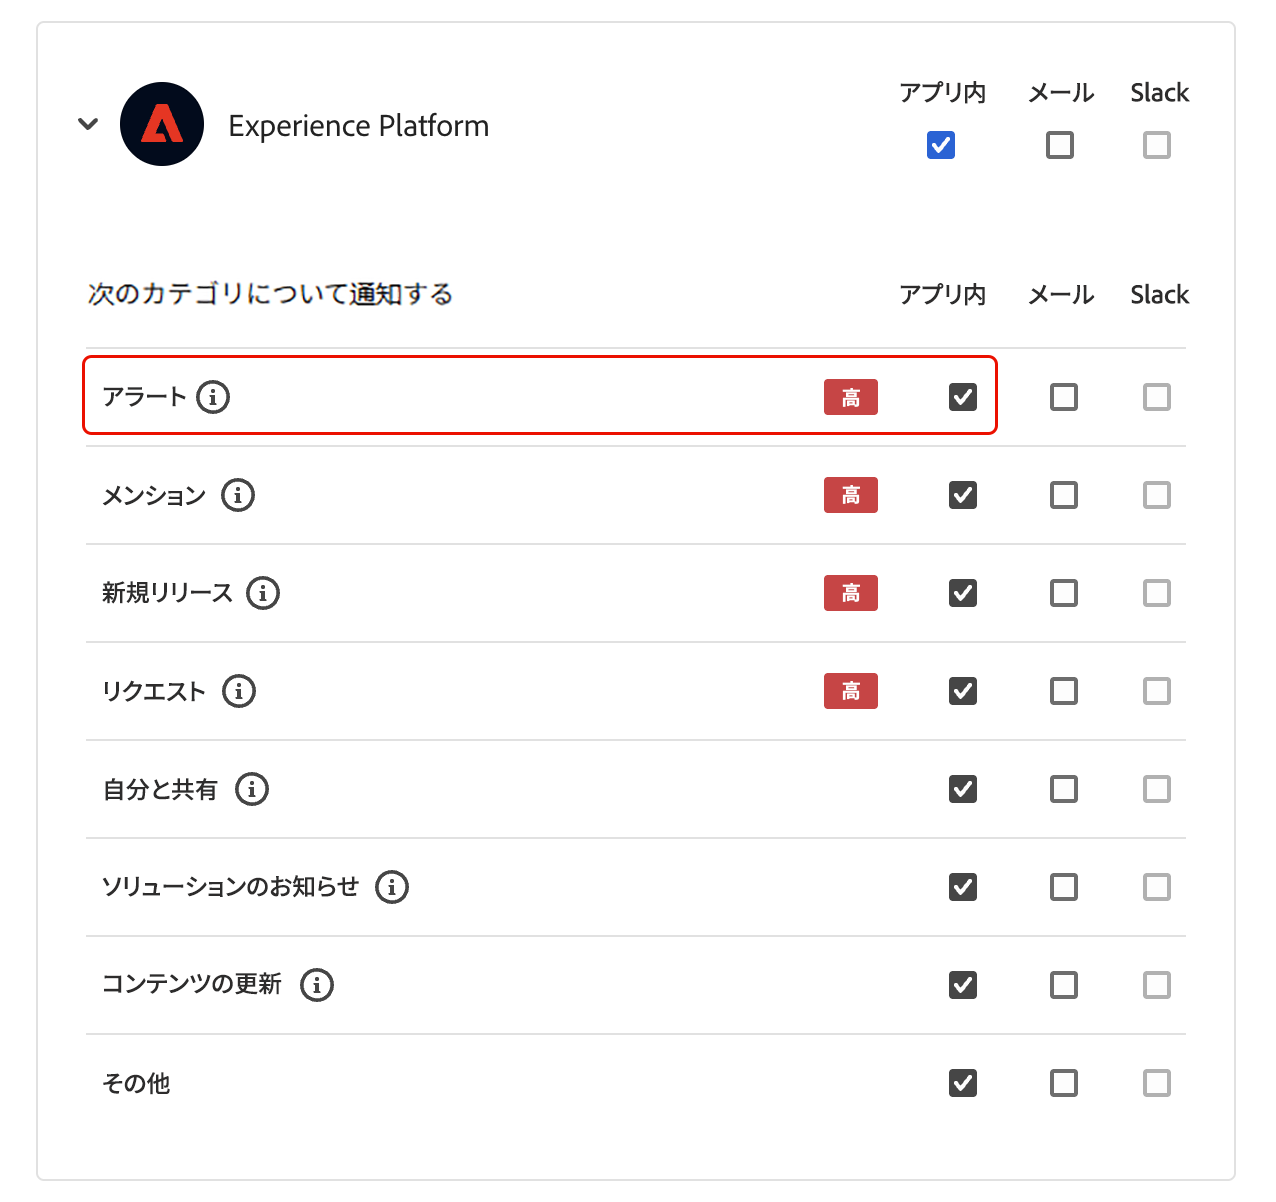 アプリ内 メール Slack
Experience Platform
次のカテゴリについて通知する アプリ内 メール Slack
アラート 高
メンション 高
新規リリース 高
リクエスト 高
自分と共有
ソリューションのお知らせ
コンテンツの更新
その他